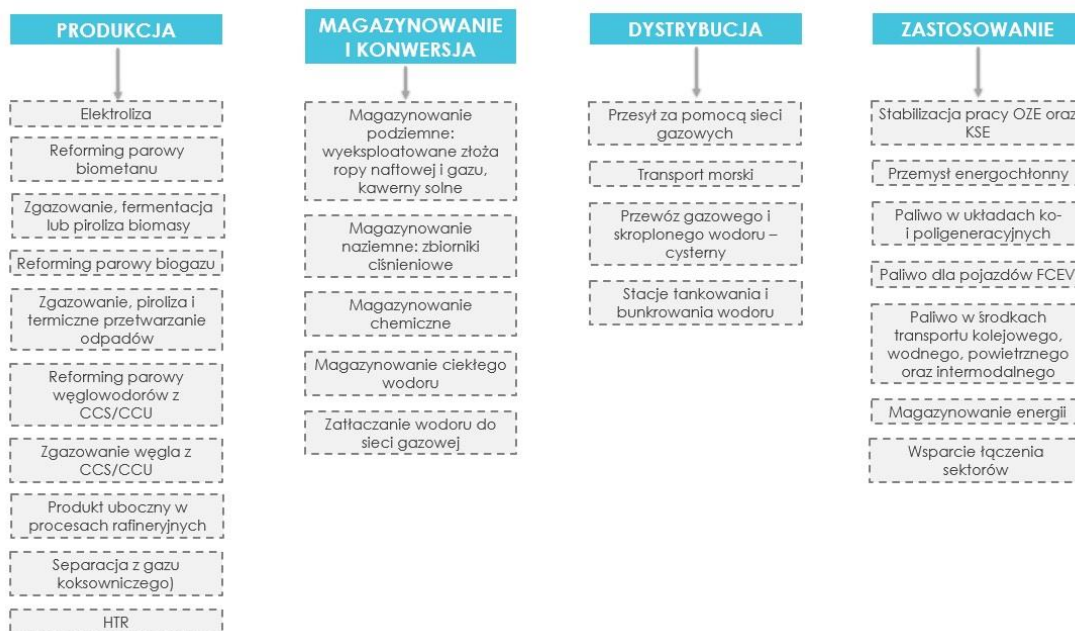 PRODUKCJA
Elektroliza
Reforming parowy
biometanu
Zgazowanie, fermentacja
lub piroliza biomasy
Reforming parowy biogazu
Zgazowanie, piroliza i
termiczne przetwarzanie
odpadów
Reforming parowy
węglowodorów z
CCS/CCU
Zgazowanie węgla z
CCS/CCU
Produkt uboczny w
procesach rafineryjnych
Separacja z gazu
koksowniczego)
HTR
MAGAZYNOWANIE
I KONWERSJA
Magazynowanie
podziemne:
wyeksploatowane złoża
ropy naftowej i gazu,
kawerny solne
Magazynowanie
naziemne: zbiorniki
ciśnieniowe
Magazynowanie
chemiczne
Magazynowanie ciekłego
wodoru
Zatłaczanie wodoru do
sieci gazowej
DYSTRYBUCJA
Przesył za pomocą sieci
gazowych
Transport morski
Przewóz gazowego i
skroplonego wodoru –
cysterny
Stacje tankowania i
bunkrowania wodoru
ZASTOSOWANIE
Stabilizacja pracy OZE oraz
KSE
Przemysł energochłonny
Paliwo w układach ko-
i poligeneracyjnych
Paliwo dla pojazdów FCEV
Paliwo w środkach
transportu kolejowego,
wodnego, powietrznego
oraz intermodalnego
Magazynowanie energii
Wsparcie łączenia
sektorów